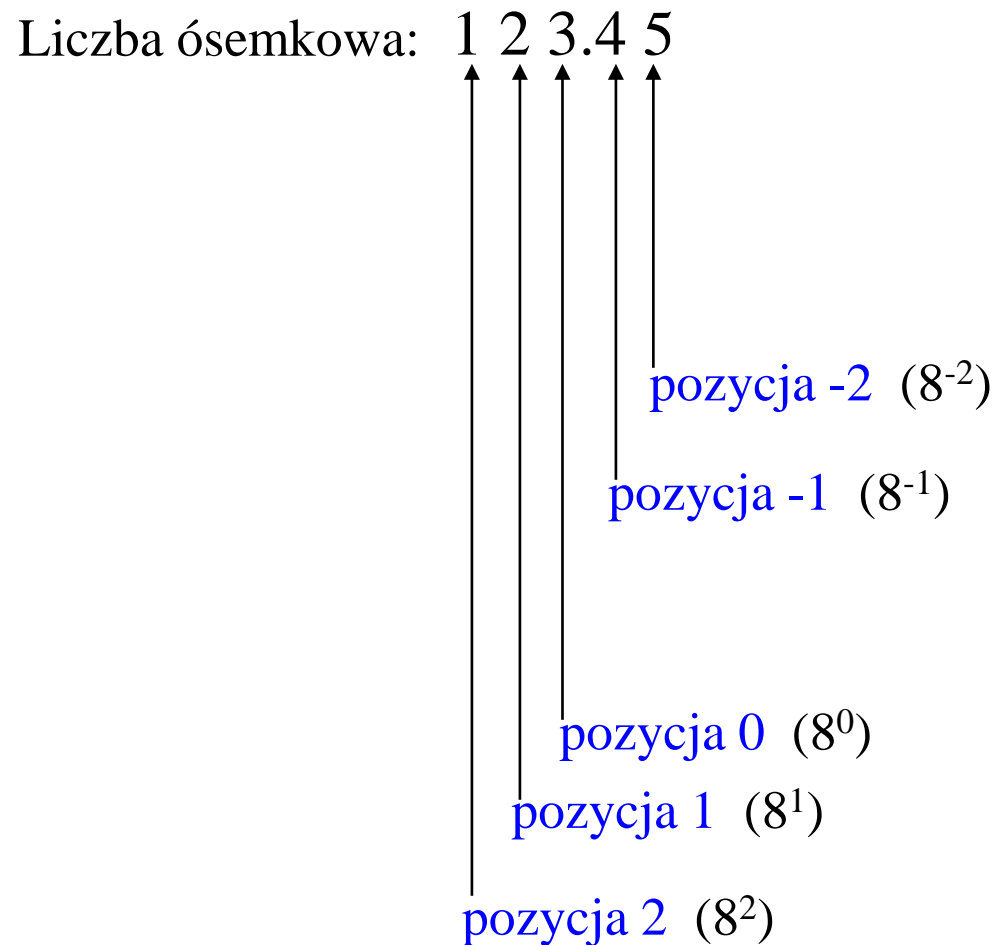 Liczba ósemkowa: 1 2 3.4 5
pozycja -2 (8⁻²)
pozycja -1 (8⁻¹)
pozycja 0 (8⁰)
pozycja 1 (8¹)
pozycja 2 (8²)